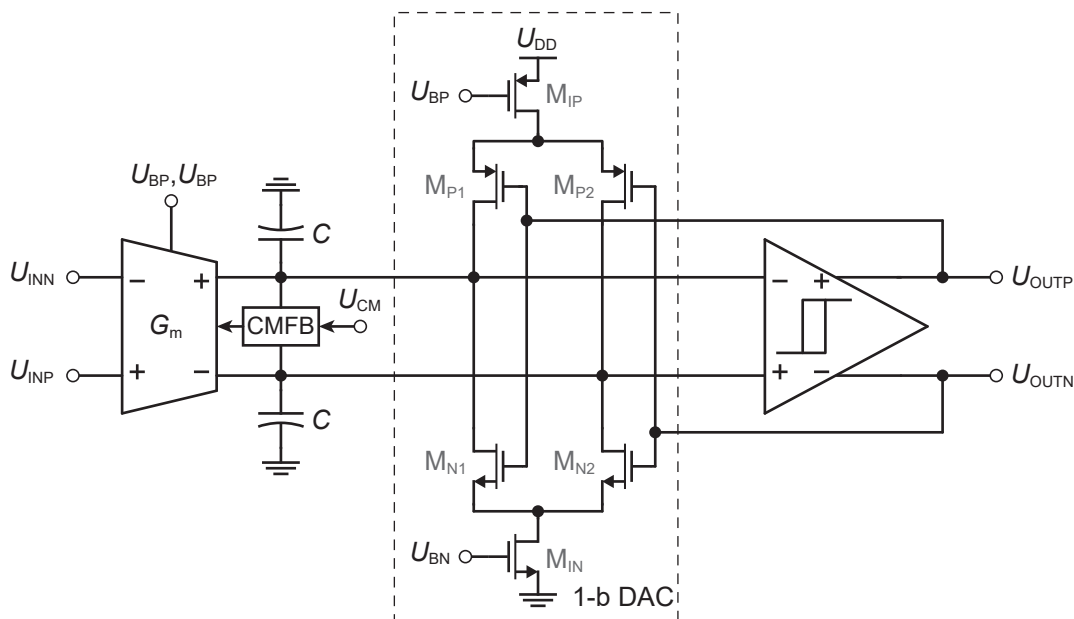 U_DD
U_BP
M_IP
U_BP,U_BP
M_P1
M_P2
C
U_INN
− +
− +
U_OUTP
U_CM
G_m
CMFB
U_INP
+ −
+ −
U_OUTN
C
M_N1
M_N2
U_BN
M_IN
1-b DAC